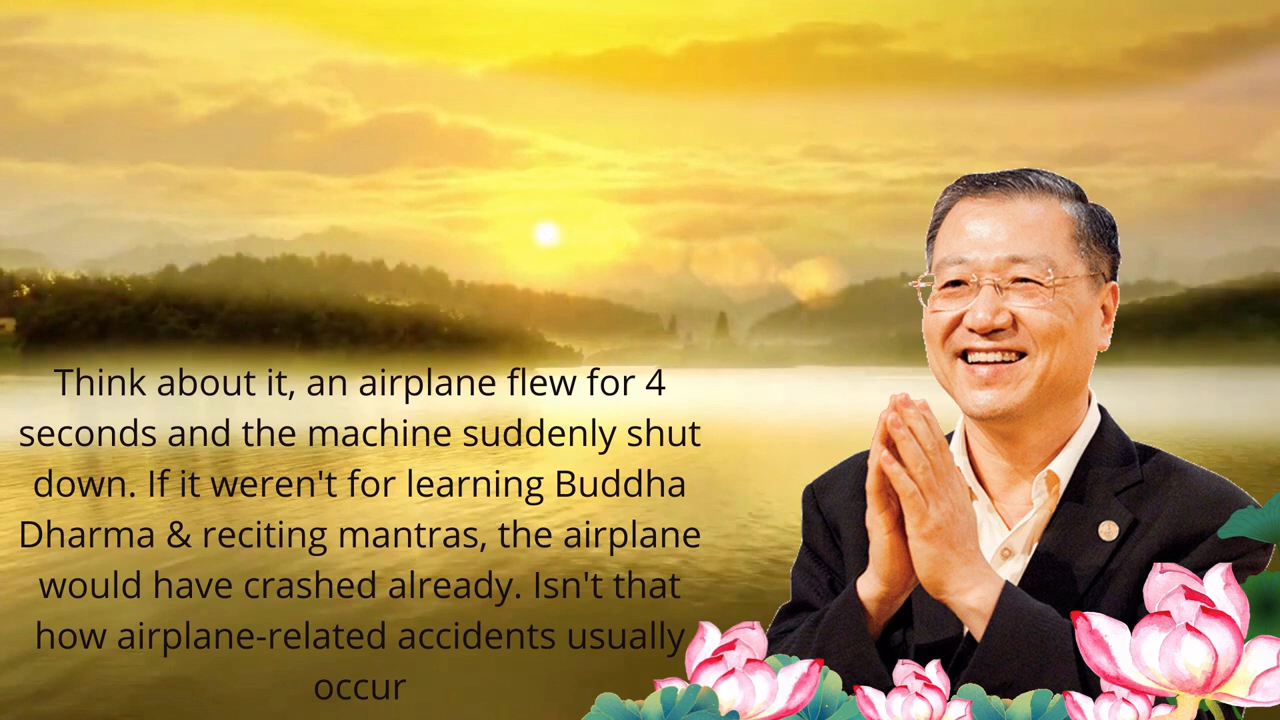 Think about it, an airplane flew for 4
seconds and the machine suddenly shut
down. If it weren't for learning Buddha
Dharma & reciting mantras, the airplane
would have crashed already. Isn't that
how airplane-related accidents usually
occur